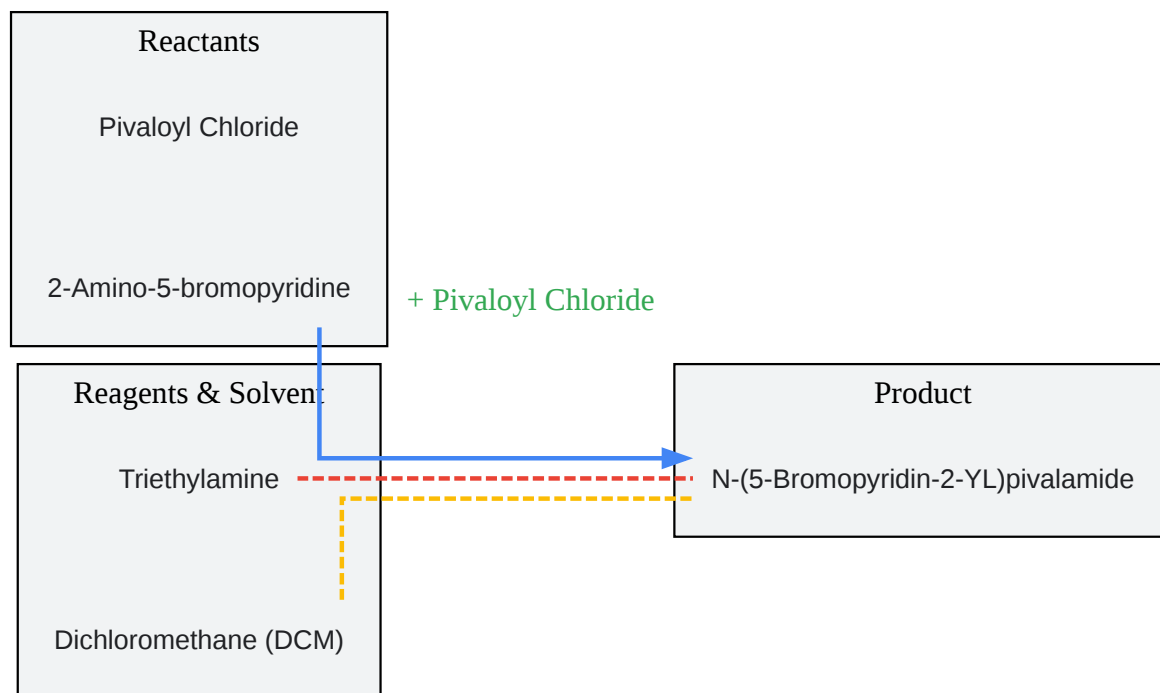 Reactants
Pivaloyl Chloride
2-Amino-5-bromopyridine
+ Pivaloyl Chloride
Reagents & Solvent
Triethylamine
Dichloromethane (DCM)
Product
N-(5-Bromopyridin-2-YL)pivalamide